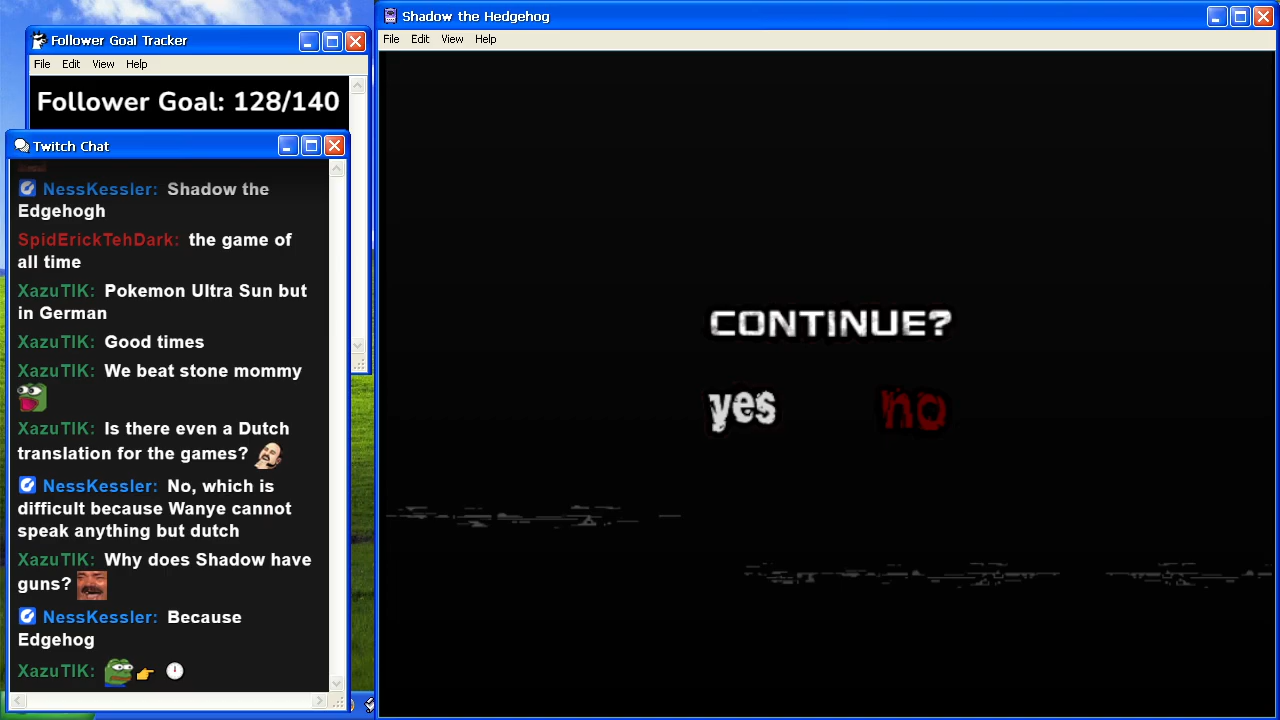 Follower Goal Tracker
File Edit View Help
Follower Goal: 128/140
Twitch Chat
NessKessler: Shadow the
Edgehogh
SpidErickTehDark: the game of
all time
XazuTIK: Pokemon Ultra Sun but
in German
XazuTIK: Good times
XazuTIK: We beat stone mommy
XazuTIK: Is there even a Dutch
translation for the games?
NessKessler: No, which is
difficult because Wanye cannot
speak anything but dutch
XazuTIK: Why does Shadow have
guns?
NessKessler: Because
Edgehog
XazuTIK:
Shadow the Hedgehog
File Edit View Help
CONTINUE?
yes no